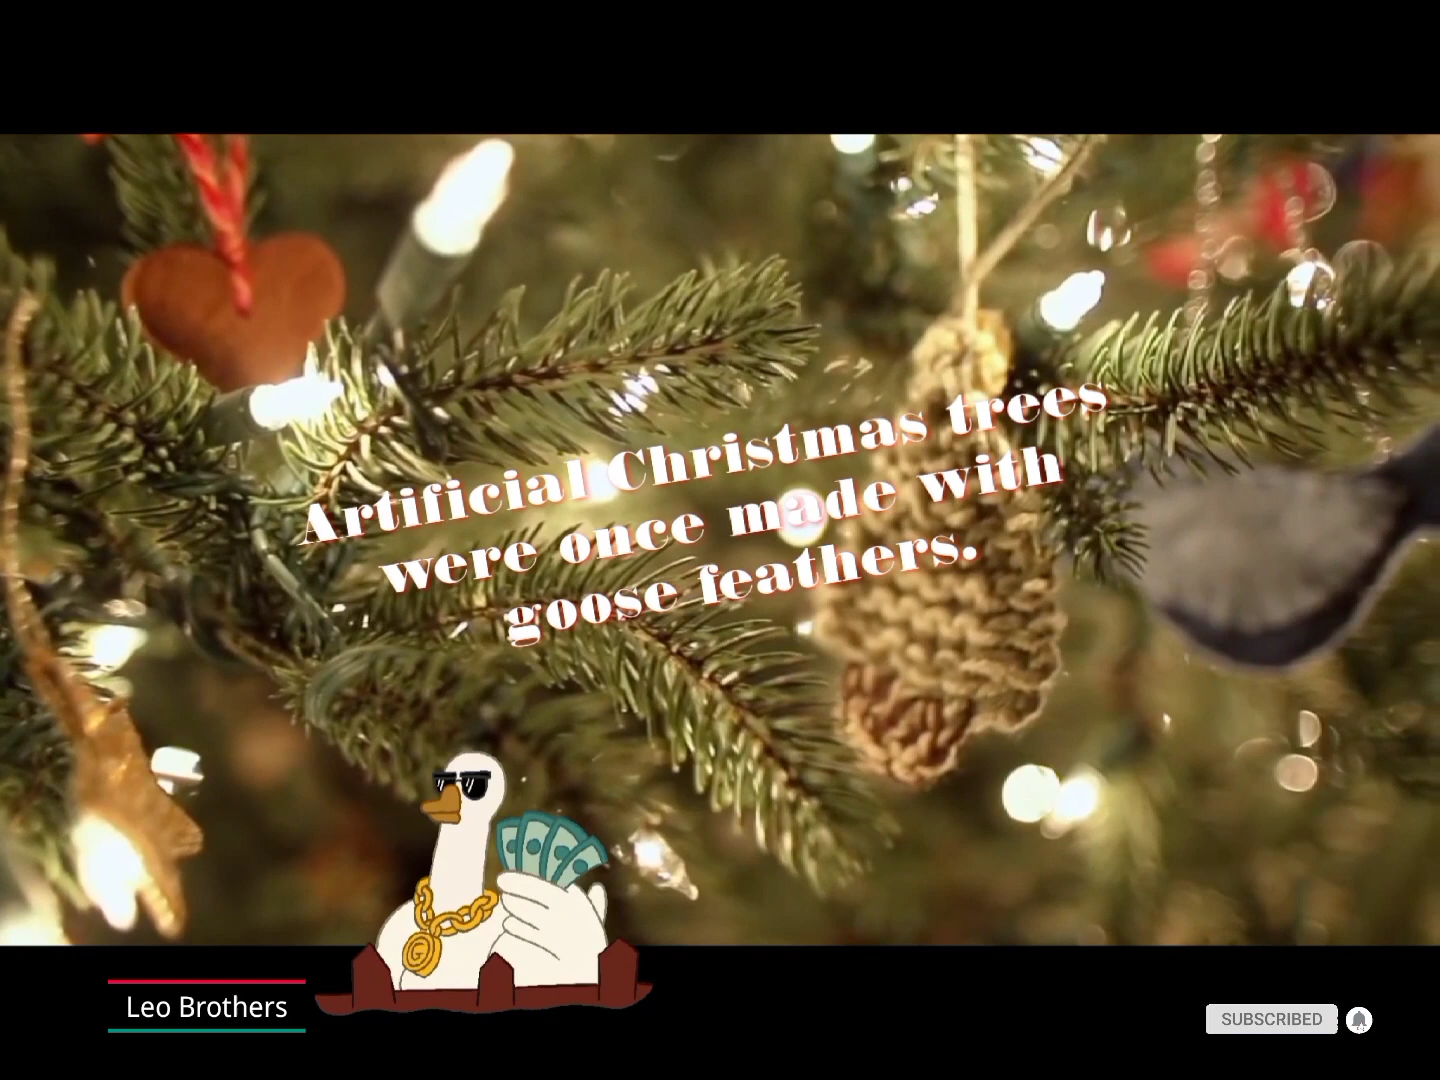 Artificial Christmas trees
were once made with
goose feathers.
G
Leo Brothers
SUBSCRIBED